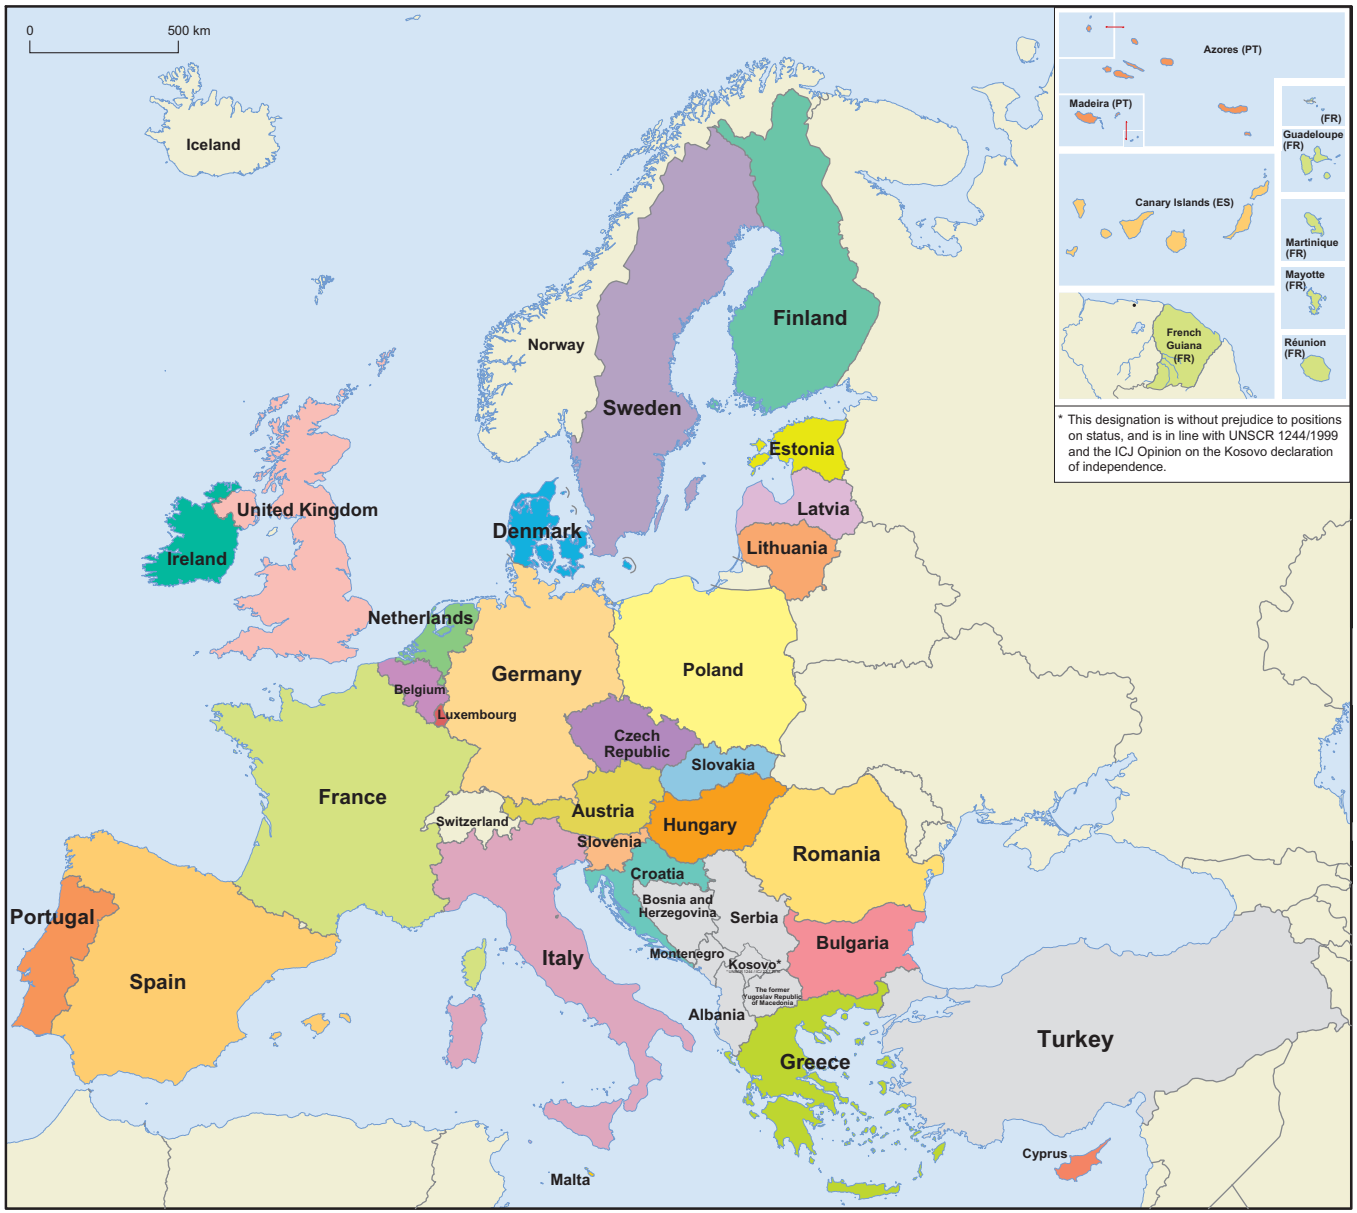 0 500 km
Iceland
Norway
Sweden
Finland
Estonia
Latvia
Lithuania
Denmark
United Kingdom
Ireland
Netherlands
Belgium
Luxembourg
Germany
Poland
Czech
Republic
Slovakia
France
Switzerland
Austria
Hungary
Slovenia
Croatia
Romania
Bosnia and
Herzegovina
Serbia
Bulgaria
Montenegro
Kosovo*
The former
Yugoslav Republic
of Macedonia
Albania
Portugal
Spain
Italy
Greece
Turkey
Malta
Cyprus
Azores (PT)
Madeira (PT)
Canary Islands (ES)
French
Guiana
(FR)
(FR)
Guadeloupe
(FR)
Martinique
(FR)
Mayotte
(FR)
Réunion
(FR)
* This designation is without prejudice to positions
on status, and is in line with UNSCR 1244/1999
and the ICJ Opinion on the Kosovo declaration
of independence.